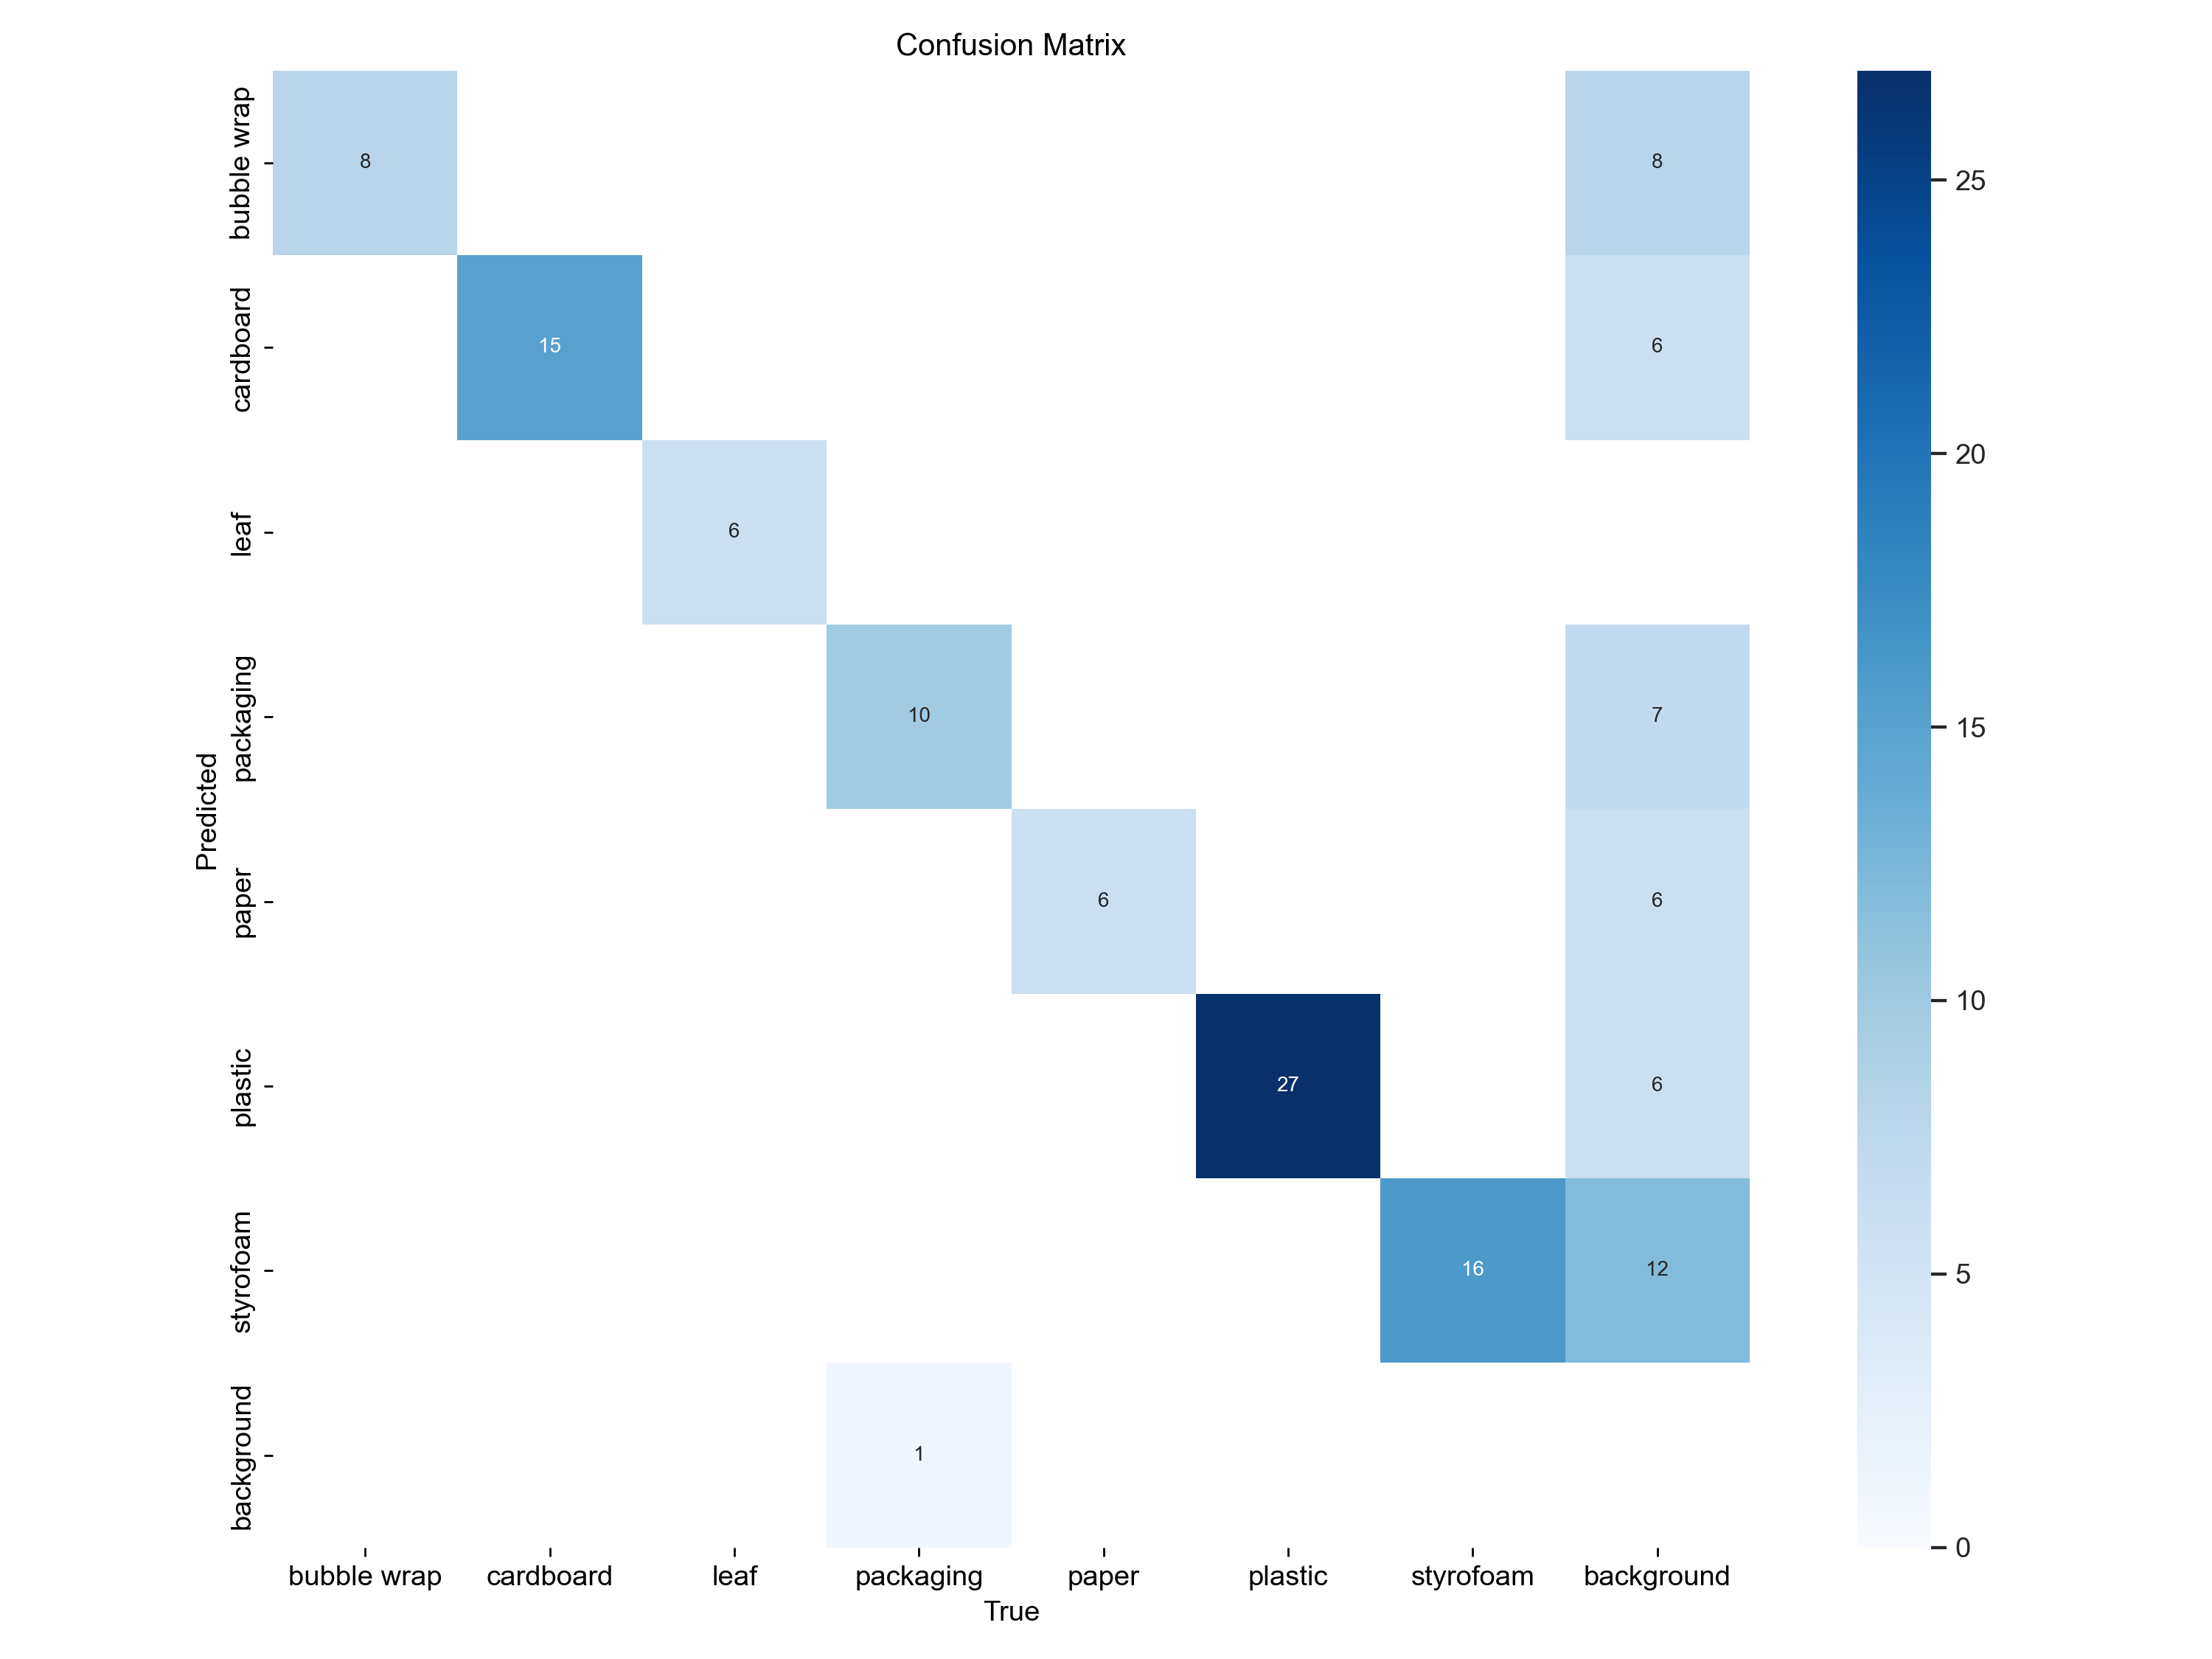 Confusion Matrix
bubble wrap
8
8
25
cardboard
15
6
20
leaf
6
packaging
10
7
15
Predicted
paper
6
6
10
plastic
27
6
styrofoam
16
12
5
background
1
0
bubble wrap cardboard leaf packaging paper plastic styrofoam background
True